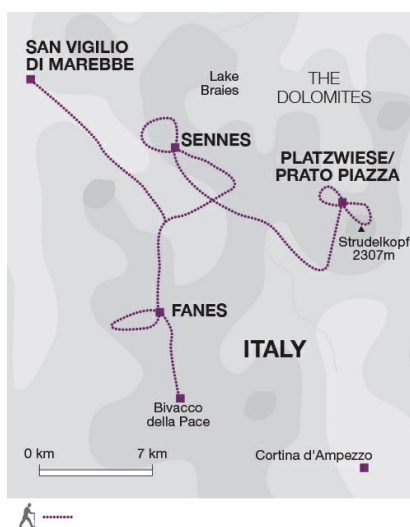 SAN VIGILIO
DI MAREBBE
Lake
Braies
THE
DOLOMITES
SENNES
PLATZWIESE/
PRATO PIAZZA
Strudelkopf
2307m
FANES
ITALY
Bivacco
della Pace
0 km
7 km
Cortina d'Ampezzo